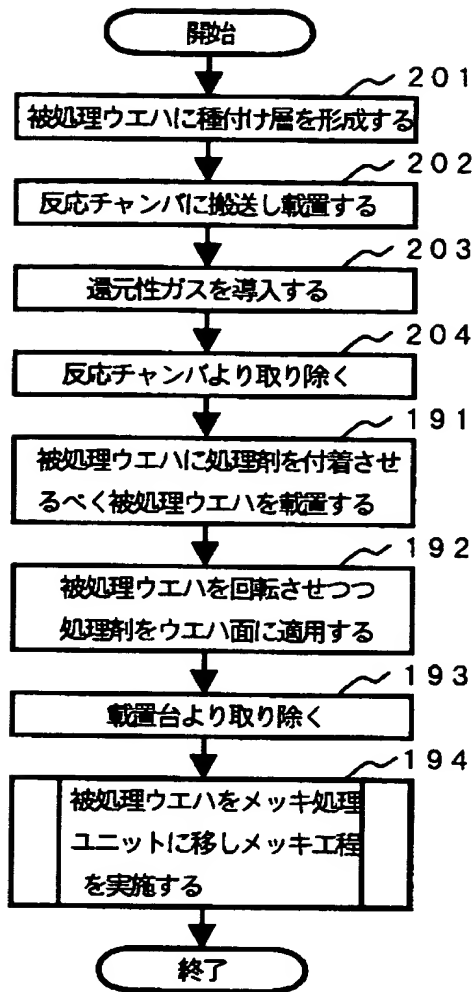 開始
201
被処理ウエハに種付け層を形成する
202
反応チャンバに搬送し載置する
203
還元性ガスを導入する
204
反応チャンバより取り除く
191
被処理ウエハに処理剤を付着させ
るべく被処理ウエハを載置する
192
被処理ウエハを回転させつつ
処理剤をウエハ面に適用する
193
載置台より取り除く
194
被処理ウエハをメッキ処理
ユニットに移しメッキ工程
を実施する
終了